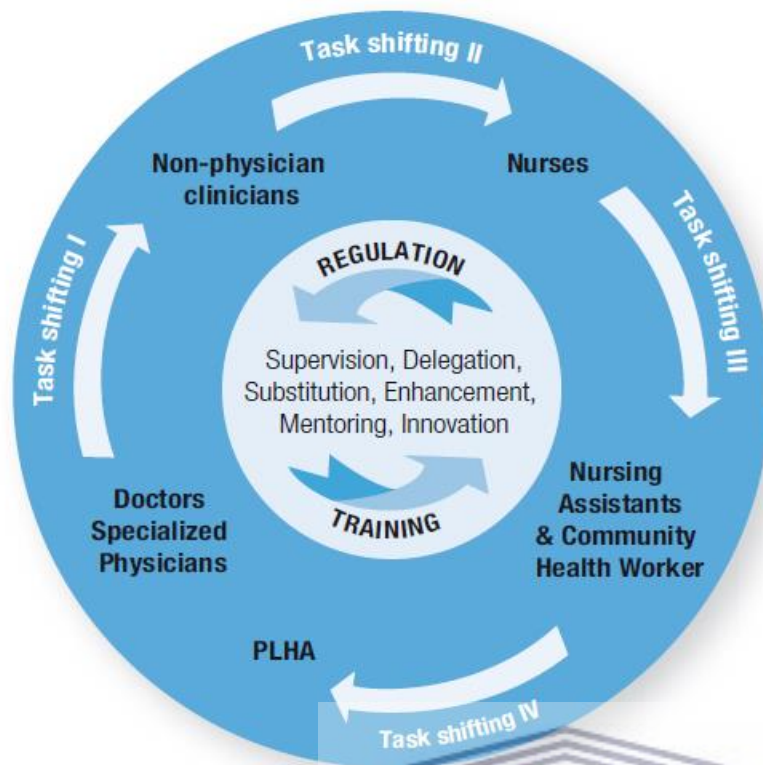 Task shifting II
Non-physician
clinicians
Nurses
Task shifting I
Task shifting III
REGULATION
Supervision, Delegation,
Substitution, Enhancement,
Mentoring, Innovation
TRAINING
Doctors
Specialized
Physicians
Nursing
Assistants
& Community
Health Worker
PLHA
Task shifting IV